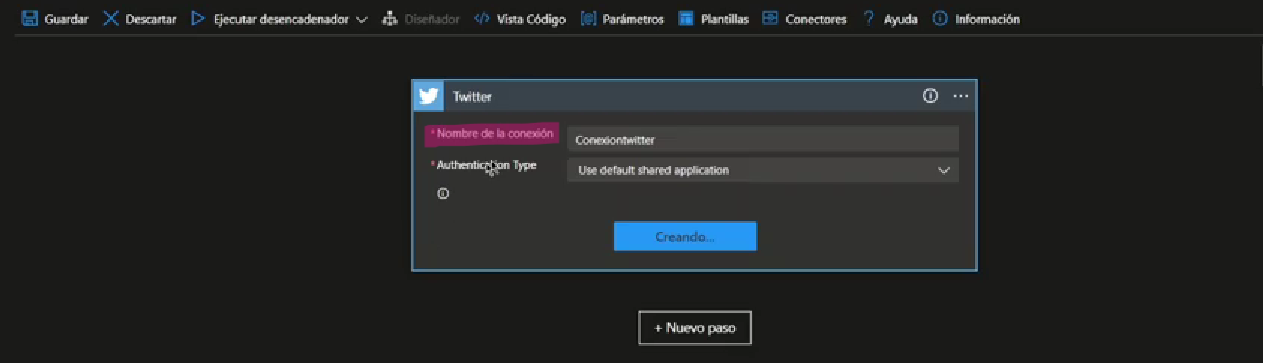 Guardar Descartar Ejecutar desencadenador Diseñador Vista Código Parámetros Plantillas Conectores Ayuda Información
Twitter
* Nombre de la conexión Conexiontwitter
* Authentication Type Use default shared application
Creando...
+ Nuevo paso